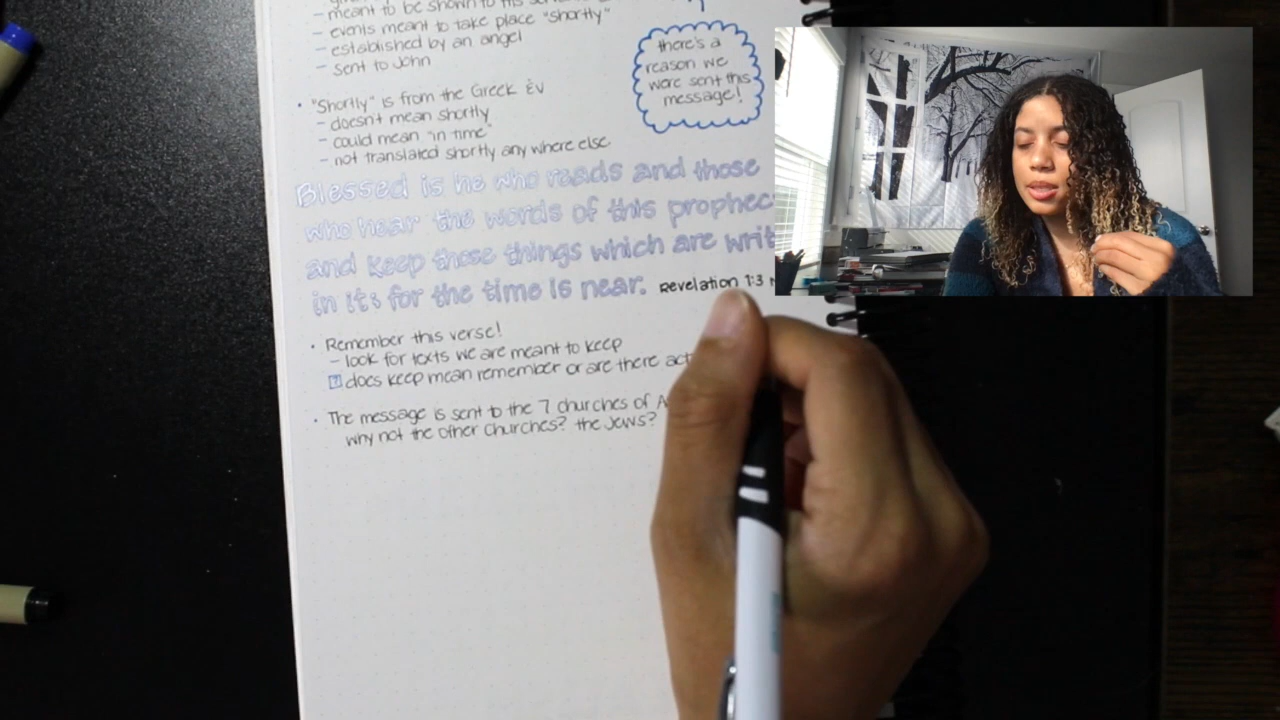 – meant to be shown to his
– events meant to take place "shortly"
– established by an angel
– sent to John
there's a
reason we
were sent this
message!
• "Shortly" is from the Greek ἐν
– doesn't mean shortly
– could mean "in time"
– not translated shortly any where else
Blessed is he who reads and those
who hear the words of this prophec
and keep those things which are writ
in it; for the time is near. Revelation 1:3
• Remember this verse!
– look for texts we are meant to keep
? does keep mean remember or are there act
• The message is sent to the 7 churches of A
why not the other churches? the Jews?